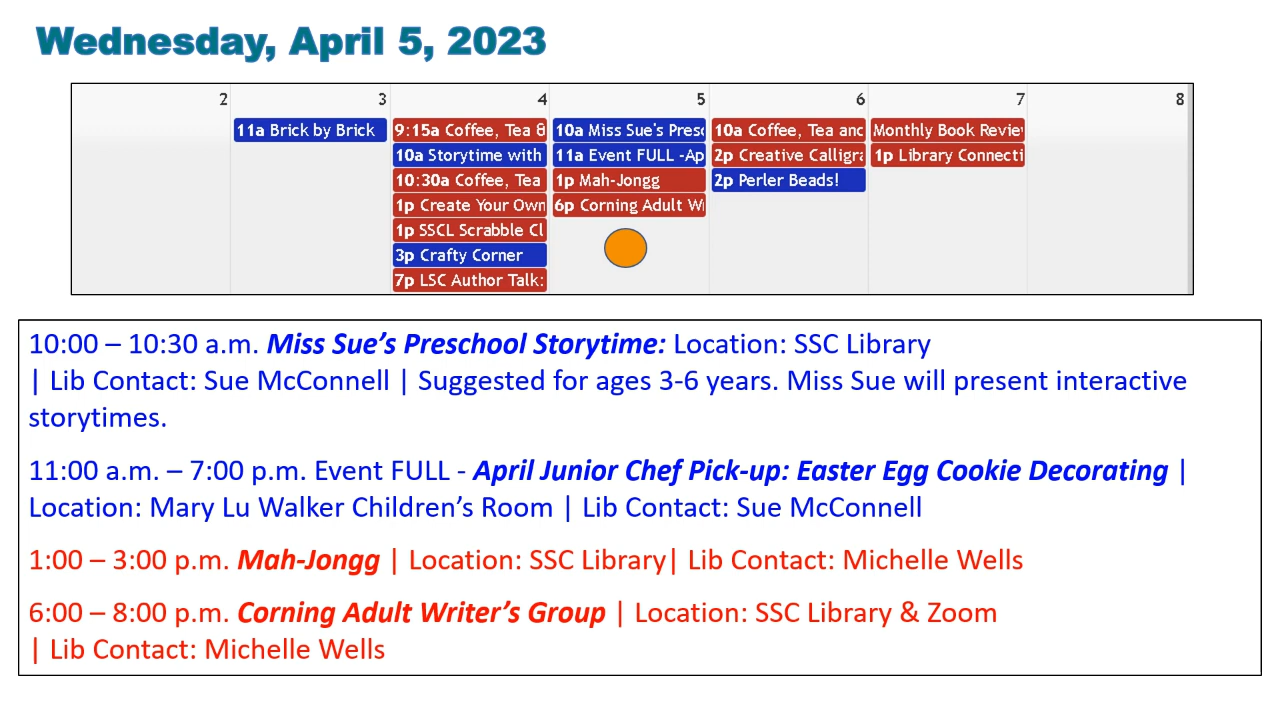 Wednesday, April 5, 2023
2 3 4 5 6 7 8
11a Brick by Brick
9:15a Coffee, Tea &
10a Storytime with
10:30a Coffee, Tea
1p Create Your Own
1p SSCL Scrabble Cl
3p Crafty Corner
7p LSC Author Talk:
10a Miss Sue's Presc
11a Event FULL -Ap
1p Mah-Jongg
6p Corning Adult Wr
10a Coffee, Tea and
2p Creative Calligra
2p Perler Beads!
Monthly Book Review
1p Library Connecti
10:00 – 10:30 a.m. Miss Sue’s Preschool Storytime: Location: SSC Library
| Lib Contact: Sue McConnell | Suggested for ages 3-6 years. Miss Sue will present interactive
storytimes.
11:00 a.m. – 7:00 p.m. Event FULL - April Junior Chef Pick-up: Easter Egg Cookie Decorating |
Location: Mary Lu Walker Children’s Room | Lib Contact: Sue McConnell
1:00 – 3:00 p.m. Mah-Jongg | Location: SSC Library| Lib Contact: Michelle Wells
6:00 – 8:00 p.m. Corning Adult Writer’s Group | Location: SSC Library & Zoom
| Lib Contact: Michelle Wells